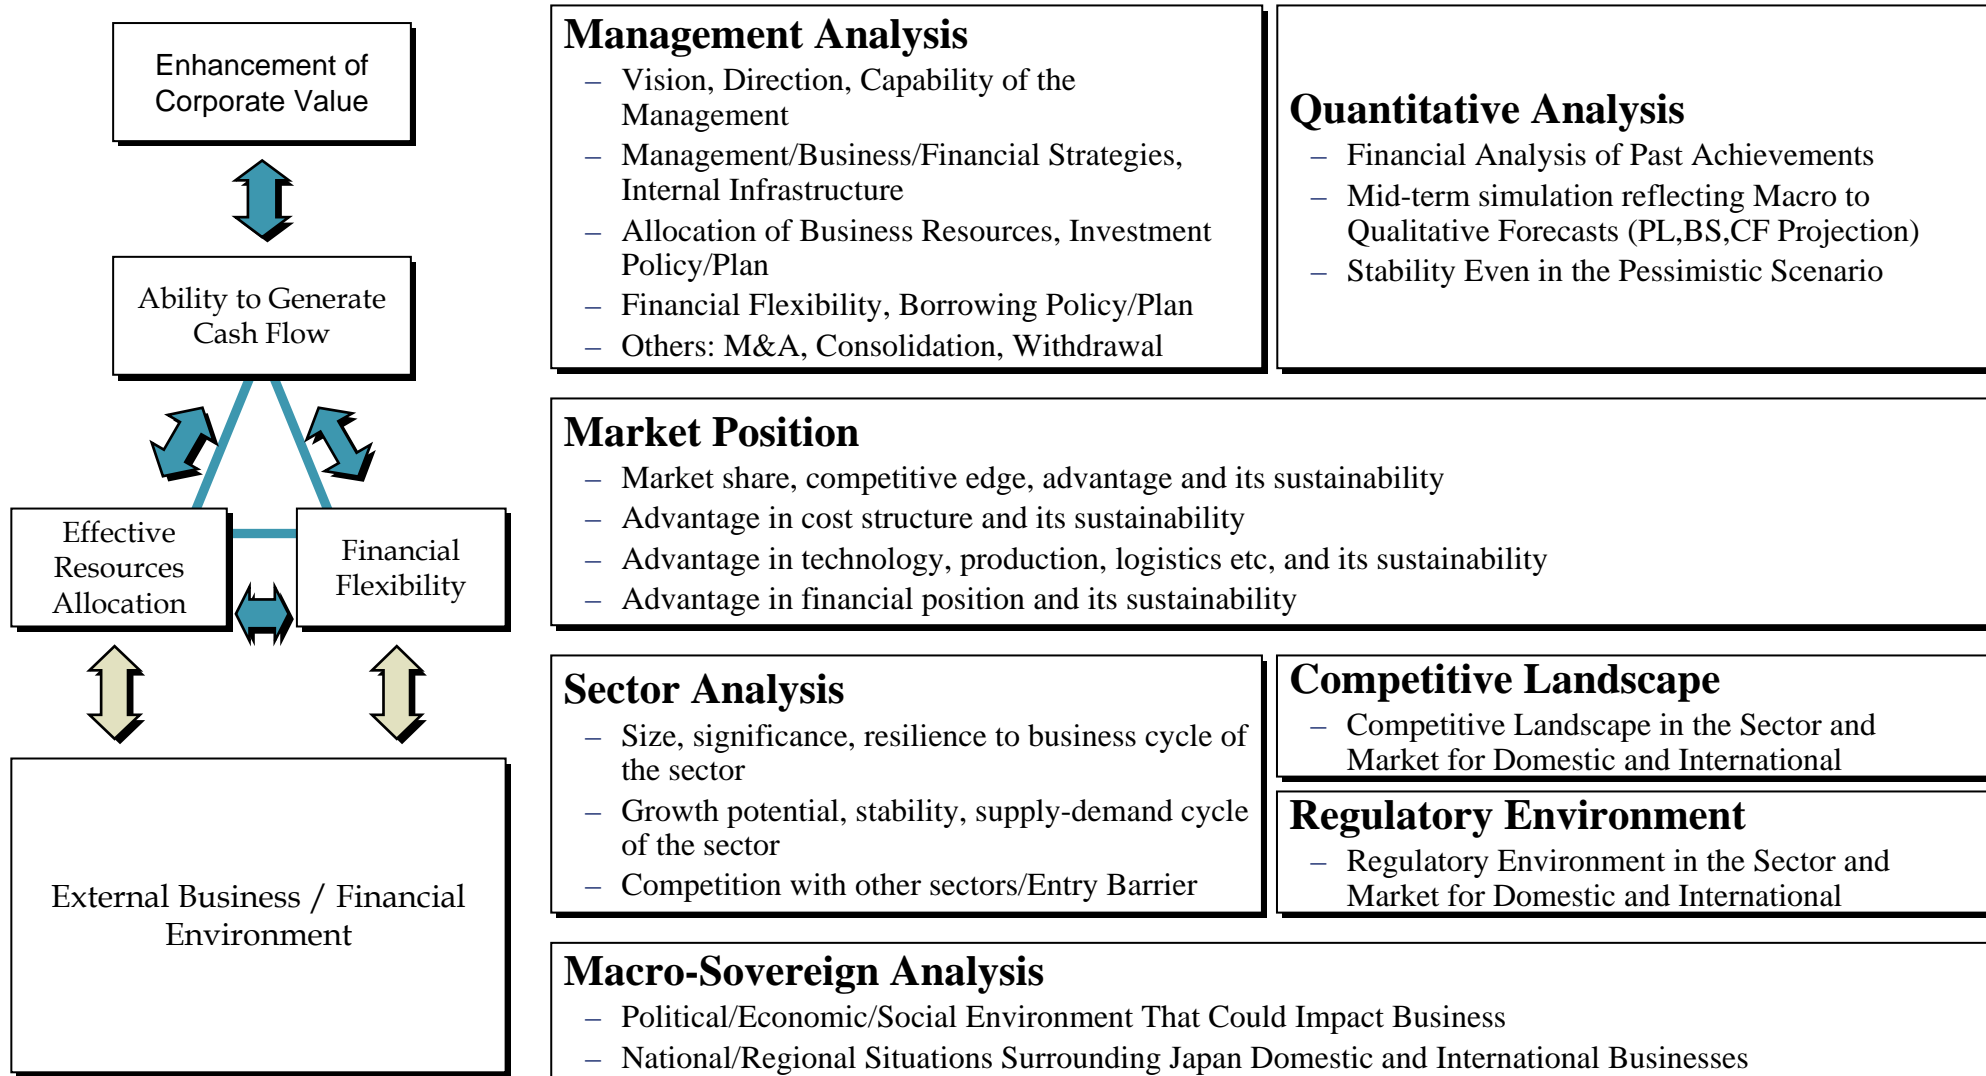 Enhancement of
Corporate Value
Ability to Generate
Cash Flow
Effective
Resources
Allocation
Financial
Flexibility
External Business / Financial
Environment
Management Analysis
– Vision, Direction, Capability of the
Management
– Management/Business/Financial Strategies,
Internal Infrastructure
– Allocation of Business Resources, Investment
Policy/Plan
– Financial Flexibility, Borrowing Policy/Plan
– Others: M&A, Consolidation, Withdrawal
Quantitative Analysis
– Financial Analysis of Past Achievements
– Mid-term simulation reflecting Macro to
Qualitative Forecasts (PL,BS,CF Projection)
– Stability Even in the Pessimistic Scenario
Market Position
– Market share, competitive edge, advantage and its sustainability
– Advantage in cost structure and its sustainability
– Advantage in technology, production, logistics etc, and its sustainability
– Advantage in financial position and its sustainability
Sector Analysis
– Size, significance, resilience to business cycle of
the sector
– Growth potential, stability, supply-demand cycle
of the sector
– Competition with other sectors/Entry Barrier
Competitive Landscape
– Competitive Landscape in the Sector and
Market for Domestic and International
Regulatory Environment
– Regulatory Environment in the Sector and
Market for Domestic and International
Macro-Sovereign Analysis
– Political/Economic/Social Environment That Could Impact Business
– National/Regional Situations Surrounding Japan Domestic and International Businesses